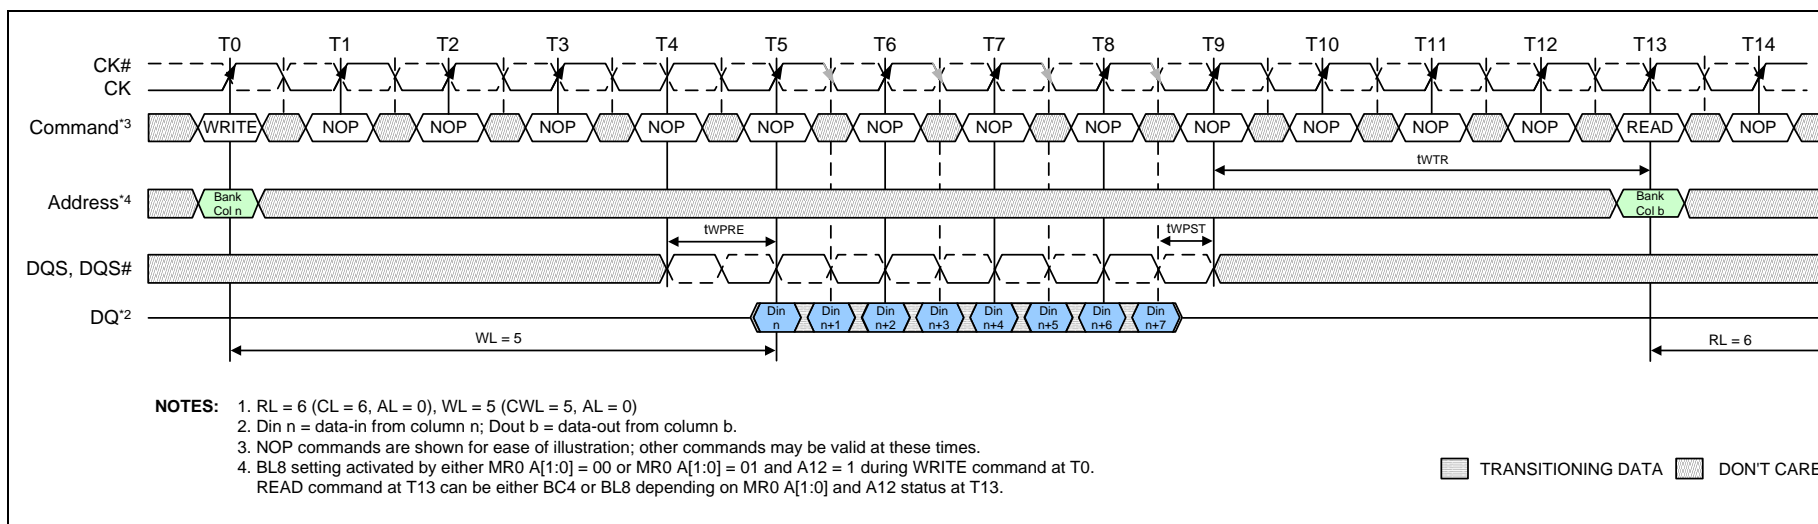 T0 T1 T2 T3 T4 T5 T6 T7 T8 T9 T10 T11 T12 T13 T14
CK#
CK
Command*3 WRITE NOP NOP NOP NOP NOP NOP NOP NOP NOP NOP NOP NOP READ NOP
tWTR
Address*4 Bank Col n Bank Col b
tWPRE tWPST
DQS, DQS#
DQ*2 Din n Din n+1 Din n+2 Din n+3 Din n+4 Din n+5 Din n+6 Din n+7
WL = 5 RL = 6
NOTES: 1. RL = 6 (CL = 6, AL = 0), WL = 5 (CWL = 5, AL = 0)
2. Din n = data-in from column n; Dout b = data-out from column b.
3. NOP commands are shown for ease of illustration; other commands may be valid at these times.
4. BL8 setting activated by either MR0 A[1:0] = 00 or MR0 A[1:0] = 01 and A12 = 1 during WRITE command at T0.
READ command at T13 can be either BC4 or BL8 depending on MR0 A[1:0] and A12 status at T13.
TRANSITIONING DATA DON'T CARE